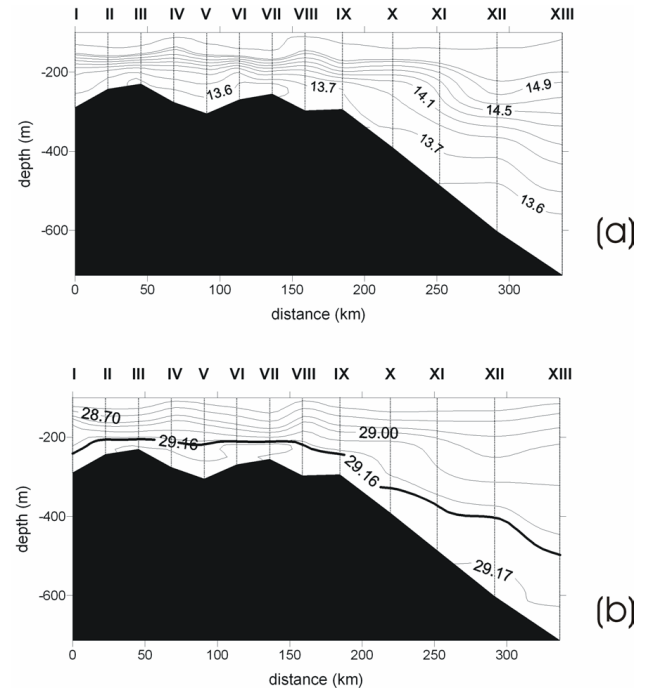 I II III IV V VI VII VIII IX X XI XII XIII
-200
-400
-600
depth (m)
13.6
13.7
14.1
13.7
14.5
14.9
13.6
(a)
0 50 100 150 200 250 300
distance (km)
I II III IV V VI VII VIII IX X XI XII XIII
-200
-400
-600
depth (m)
28.70
29.16
29.00
29.16
29.17
(b)
0 50 100 150 200 250 300
distance (km)